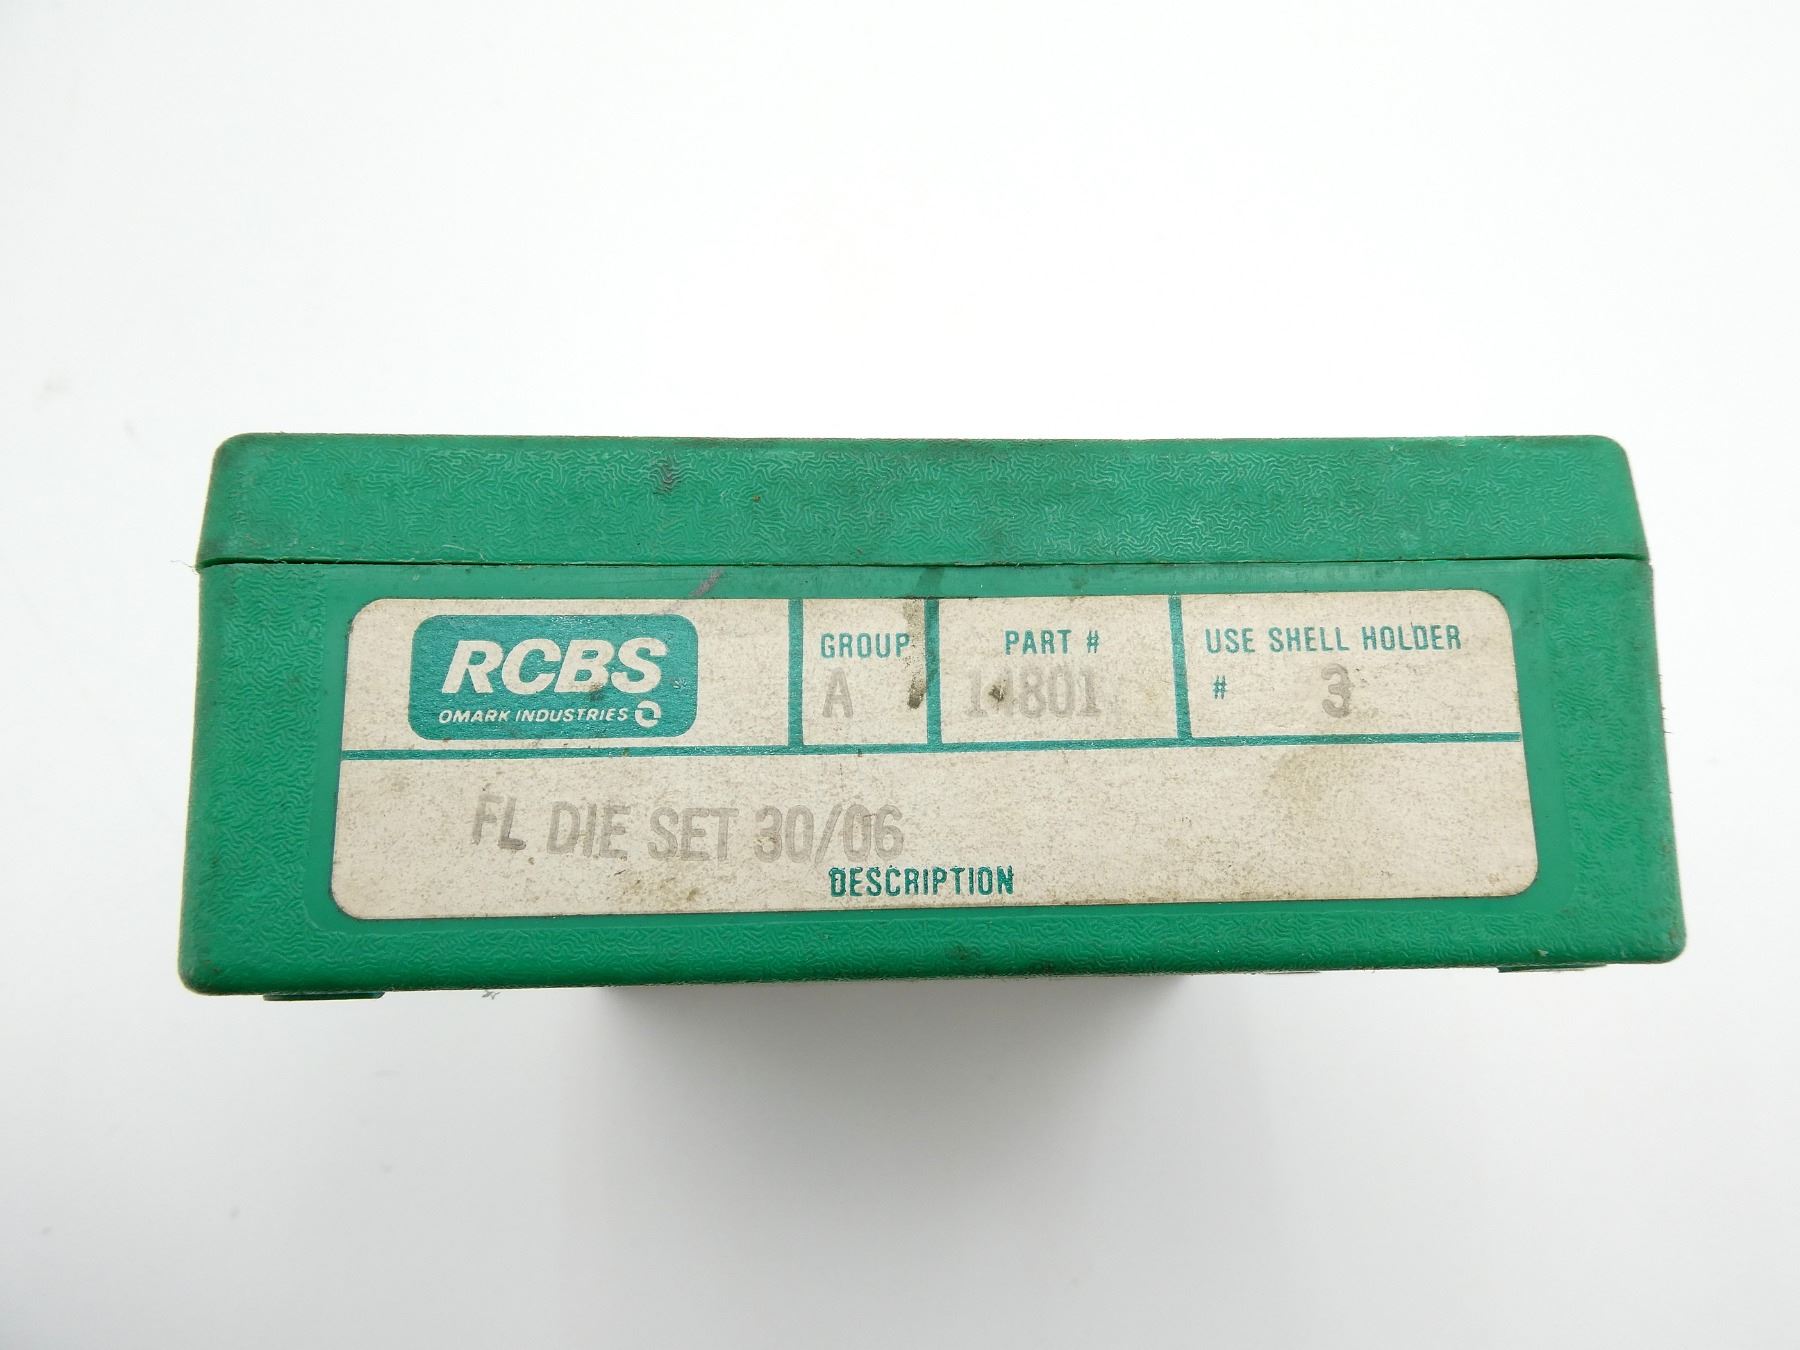 RCBS
OMARK INDUSTRIES
GROUP
A
PART #
14801
USE SHELL HOLDER
# 3
FL DIE SET 30/06
DESCRIPTION